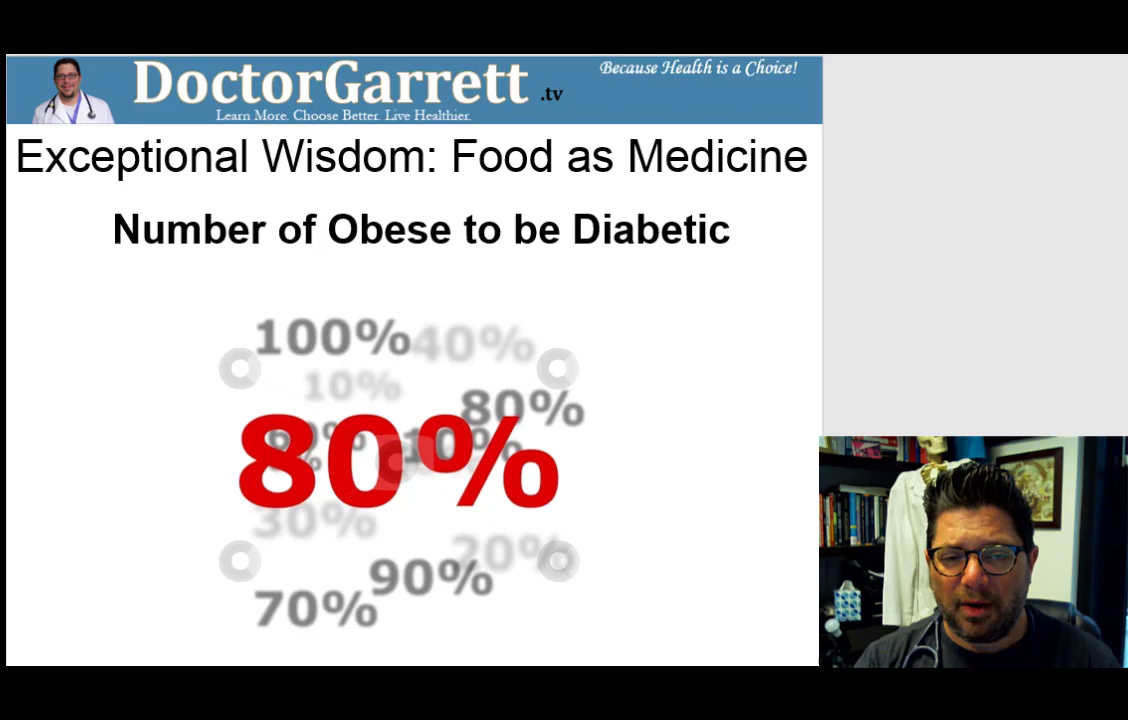 DoctorGarrett .tv
Because Health is a Choice!
Learn More. Choose Better. Live Healthier.
Exceptional Wisdom: Food as Medicine
Number of Obese to be Diabetic
100%
40%
10%
80%
80%
10%
30%
20%
90%
70%